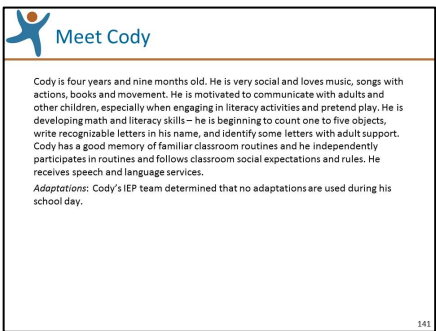 Meet Cody
Cody is four years and nine months old. He is very social and loves music, songs with
actions, books and movement. He is motivated to communicate with adults and
other children, especially when engaging in literacy activities and pretend play. He is
developing math and literacy skills – he is beginning to count one to five objects,
write recognizable letters in his name, and identify some letters with adult support.
Cody has a good memory of familiar classroom routines and he independently
participates in routines and follows classroom social expectations and rules. He
receives speech and language services.
Adaptations: Cody's IEP team determined that no adaptations are used during his
school day.
141